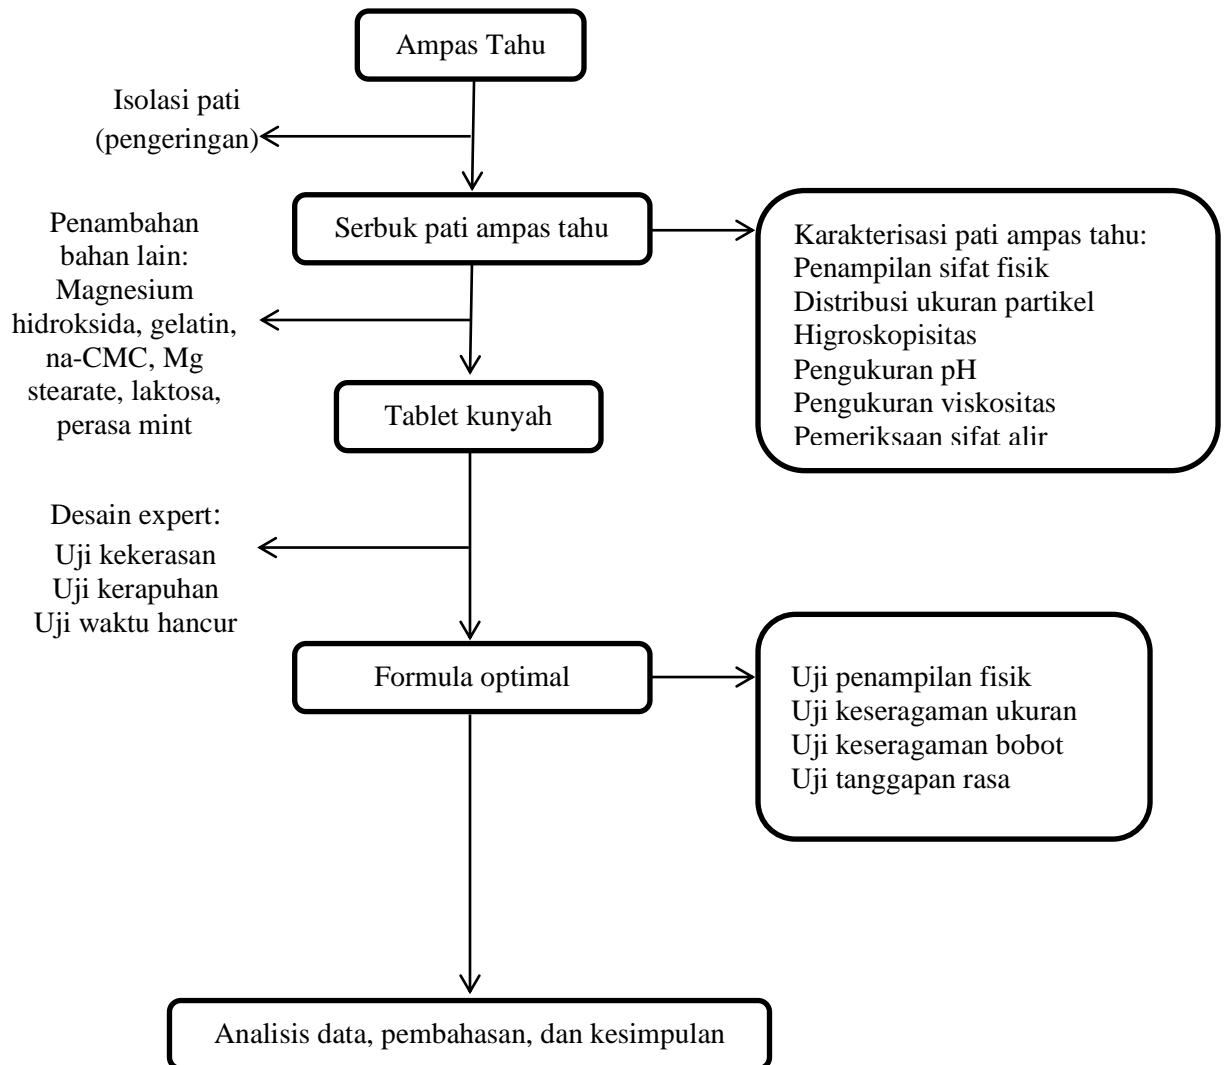 Ampas Tahu
Isolasi pati
(pengeringan)
Serbuk pati ampas tahu
Karakterisasi pati ampas tahu:
Penampilan sifat fisik
Distribusi ukuran partikel
Higroskopisitas
Pengukuran pH
Pengukuran viskositas
Pemeriksaan sifat alir
Penambahan
bahan lain:
Magnesium
hidroksida, gelatin,
na-CMC, Mg
stearate, laktosa,
perasa mint
Tablet kunyah
Desain expert:
Uji kekerasan
Uji kerapuhan
Uji waktu hancur
Formula optimal
Uji penampilan fisik
Uji keseragaman ukuran
Uji keseragaman bobot
Uji tanggapan rasa
Analisis data, pembahasan, dan kesimpulan